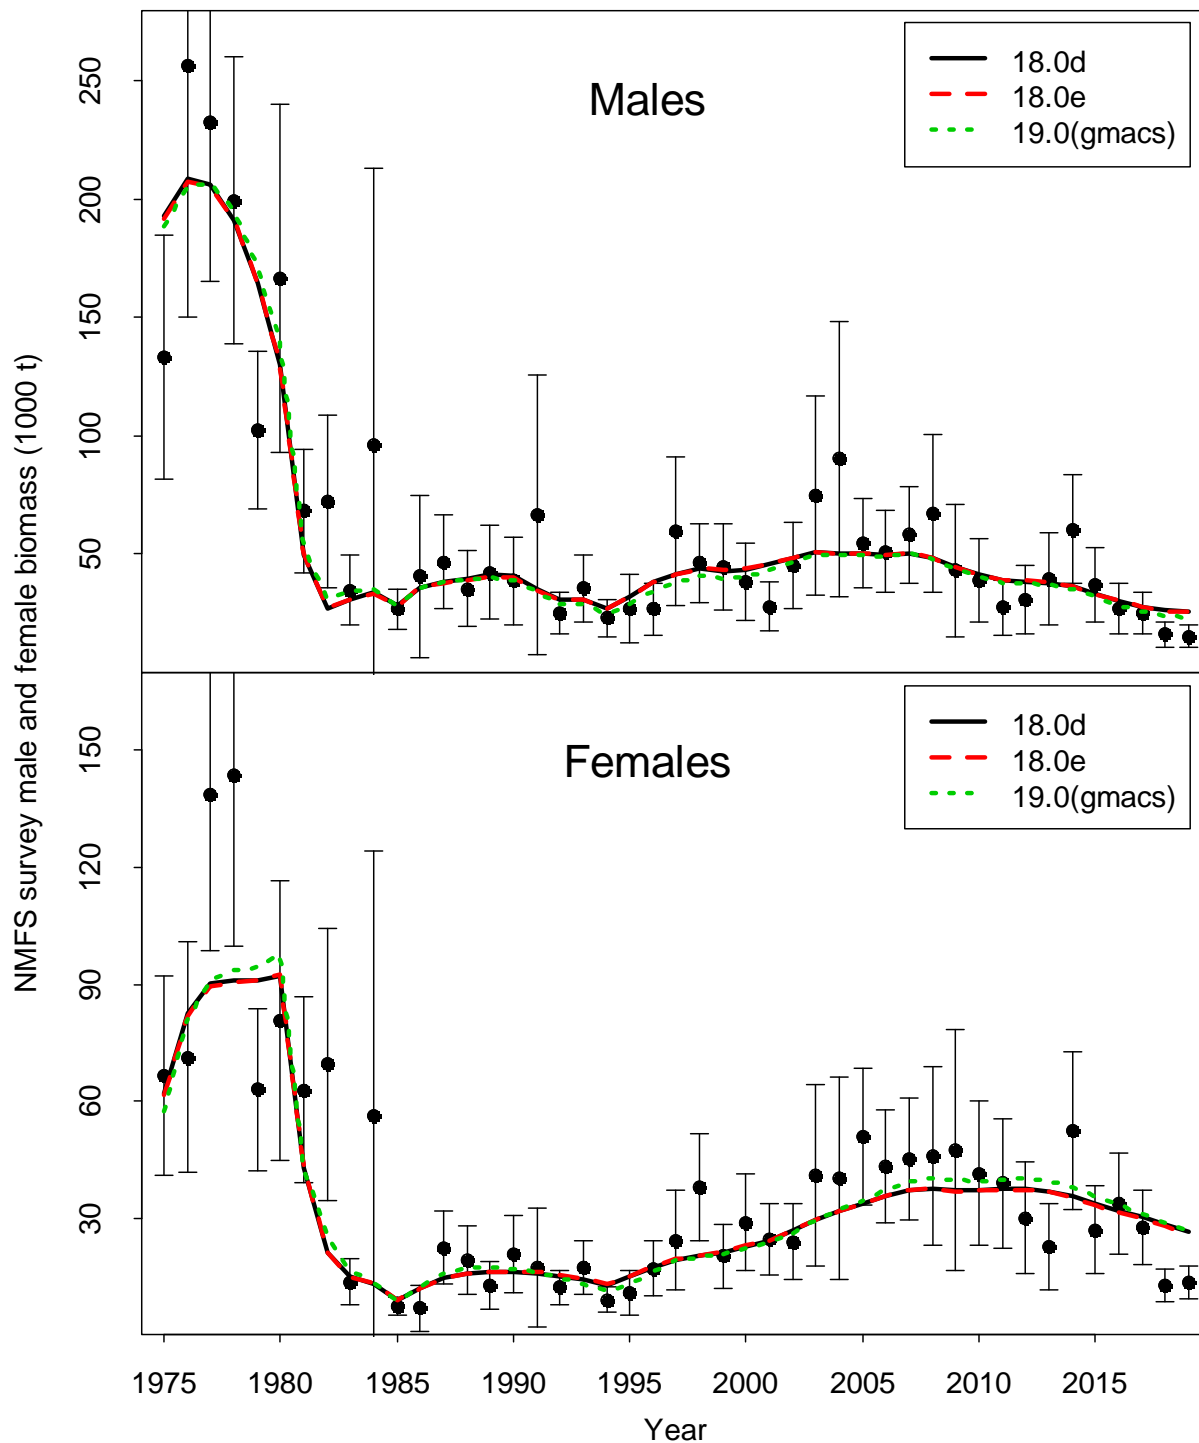 Males
18.0d
18.0e
19.0(gmacs)
250
200
150
100
50
NMFS survey male and female biomass (1000 t)
Females
18.0d
18.0e
19.0(gmacs)
150
120
90
60
30
1975 1980 1985 1990 1995 2000 2005 2010 2015
Year